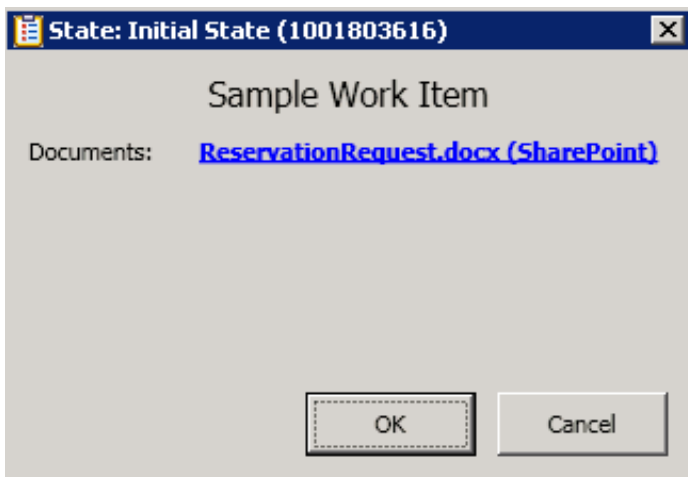 State: Initial State (1001803616)
Sample Work Item
Documents: ReservationRequest.docx (SharePoint)
OK Cancel